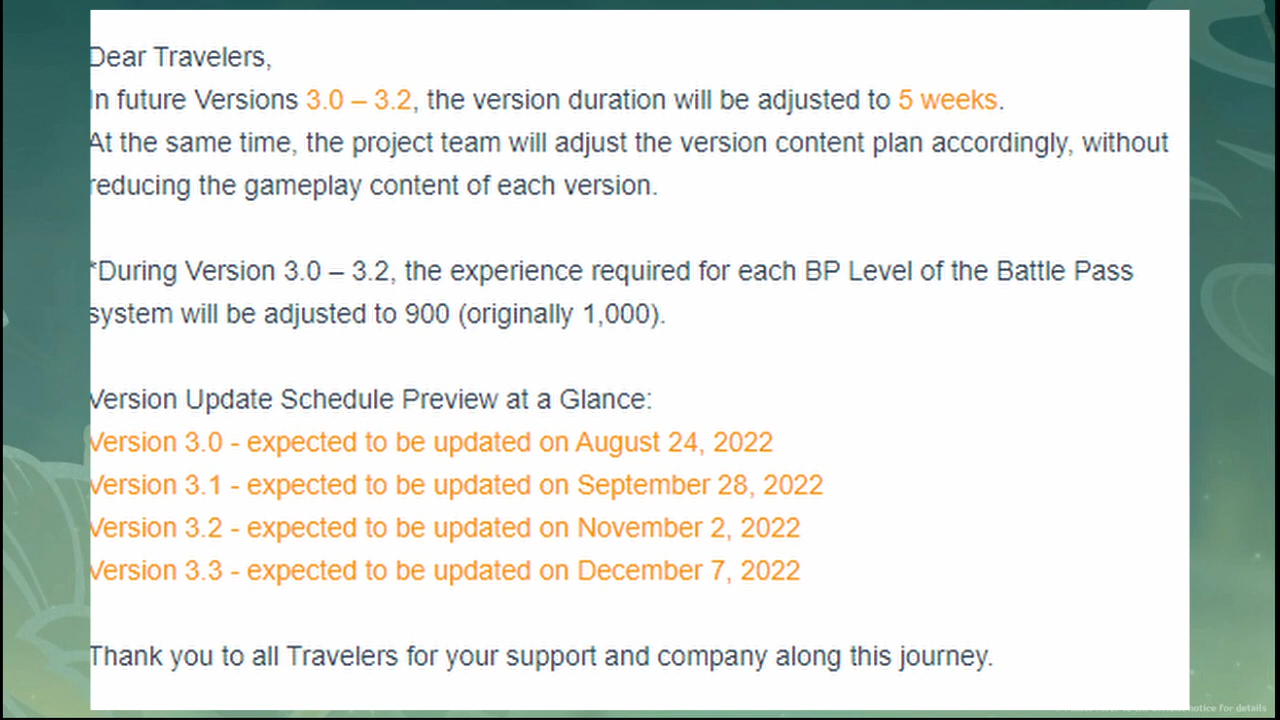 Dear Travelers,
In future Versions 3.0 – 3.2, the version duration will be adjusted to 5 weeks.
At the same time, the project team will adjust the version content plan accordingly, without
reducing the gameplay content of each version.
*During Version 3.0 – 3.2, the experience required for each BP Level of the Battle Pass
system will be adjusted to 900 (originally 1,000).
Version Update Schedule Preview at a Glance:
Version 3.0 - expected to be updated on August 24, 2022
Version 3.1 - expected to be updated on September 28, 2022
Version 3.2 - expected to be updated on November 2, 2022
Version 3.3 - expected to be updated on December 7, 2022
Thank you to all Travelers for your support and company along this journey.
notice for details